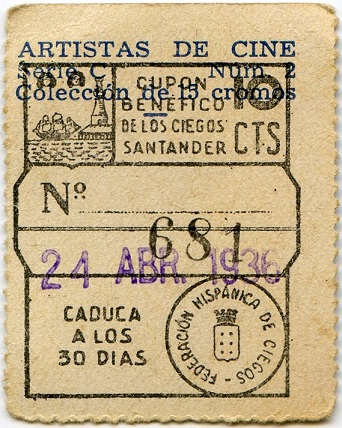 ARTISTAS DE CINE
Serie C. Núm. 2
Colección de 15 cromos
CUPON
BENEFICO
DE LOS CIEGOS
SANTANDER
10
CTS
Nº
681
24 ABR. 1936
CADUCA
A LOS
30 DIAS
FEDERACIÓN HISPÁNICA DE CIEGOS -